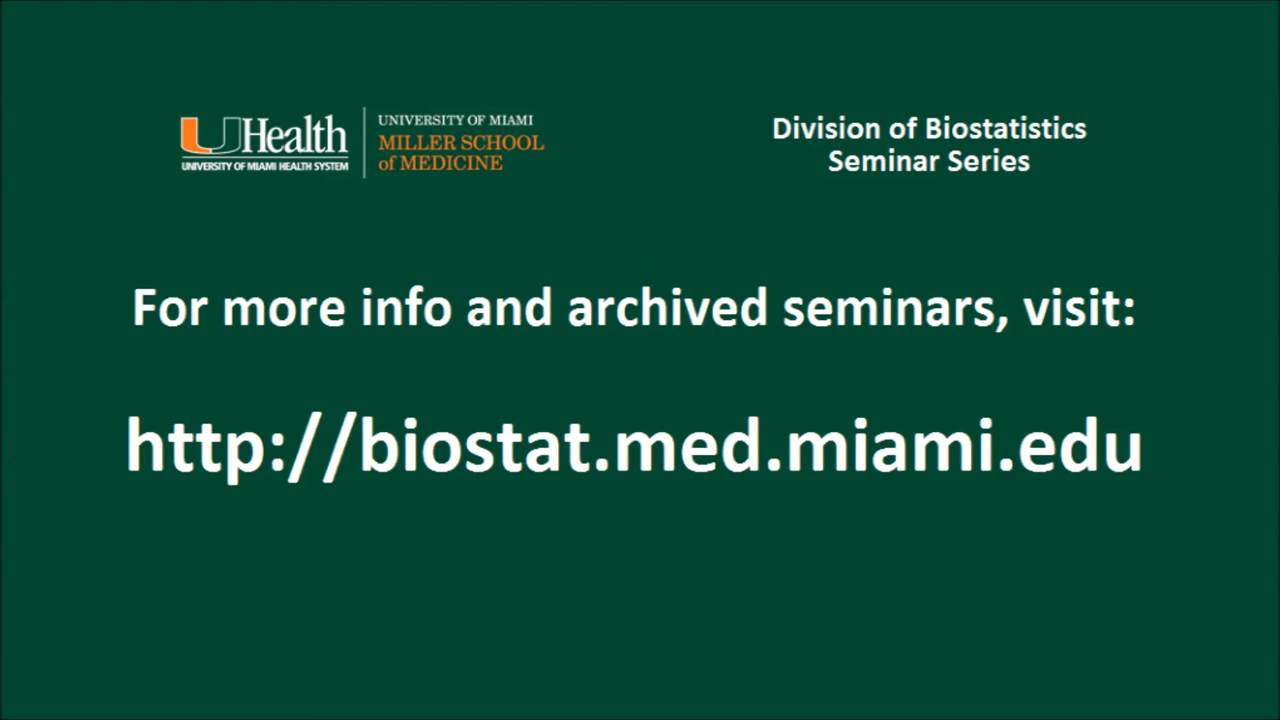 UHealth
UNIVERSITY OF MIAMI HEALTH SYSTEM
UNIVERSITY OF MIAMI
MILLER SCHOOL
of MEDICINE
Division of Biostatistics
Seminar Series
For more info and archived seminars, visit:
http://biostat.med.miami.edu